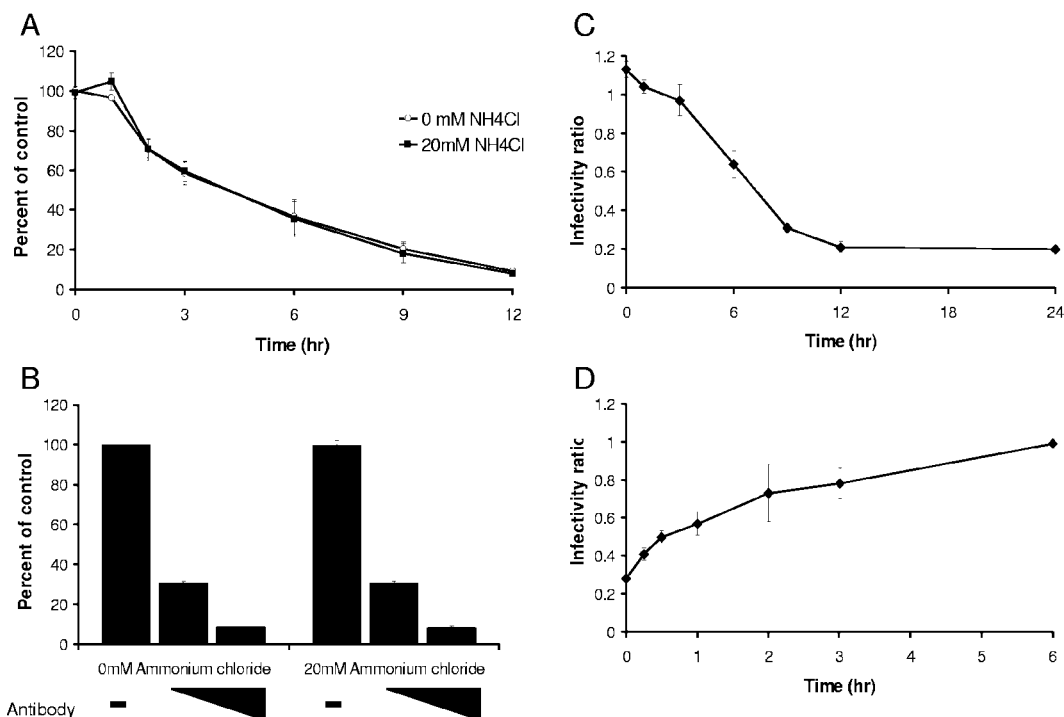 A
120
100
80
60
40
20
0
Percent of control
0 3 6 9 12
Time (hr)
0 mM NH4Cl
20mM NH4Cl
B
120
100
80
60
40
20
0
Percent of control
0mM Ammonium chloride 20mM Ammonium chloride
Antibody
C
1.2
1
0.8
0.6
0.4
0.2
0
Infectivity ratio
0 6 12 18 24
Time (hr)
D
1.2
1
0.8
0.6
0.4
0.2
0
Infectivity ratio
0 1 2 3 4 5 6
Time (hr)